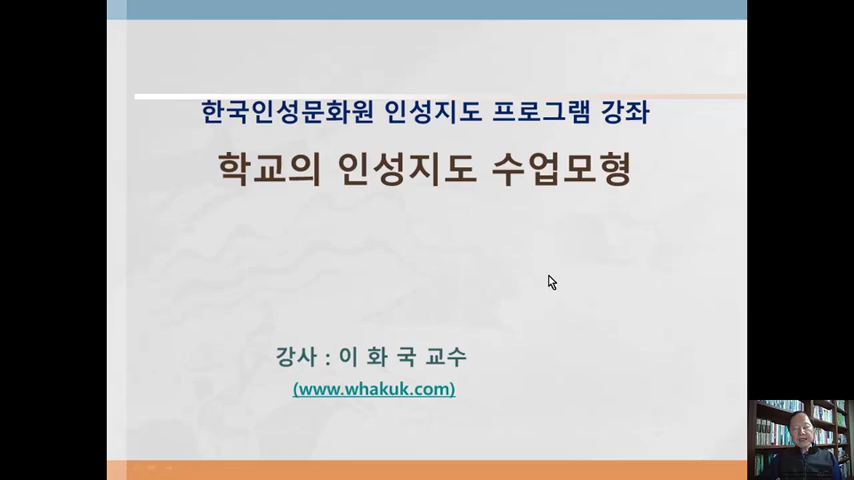 한국인성문화원 인성지도 프로그램 강좌
학교의 인성지도 수업모형
강사 : 이 화 국 교수
(www.whakuk.com)